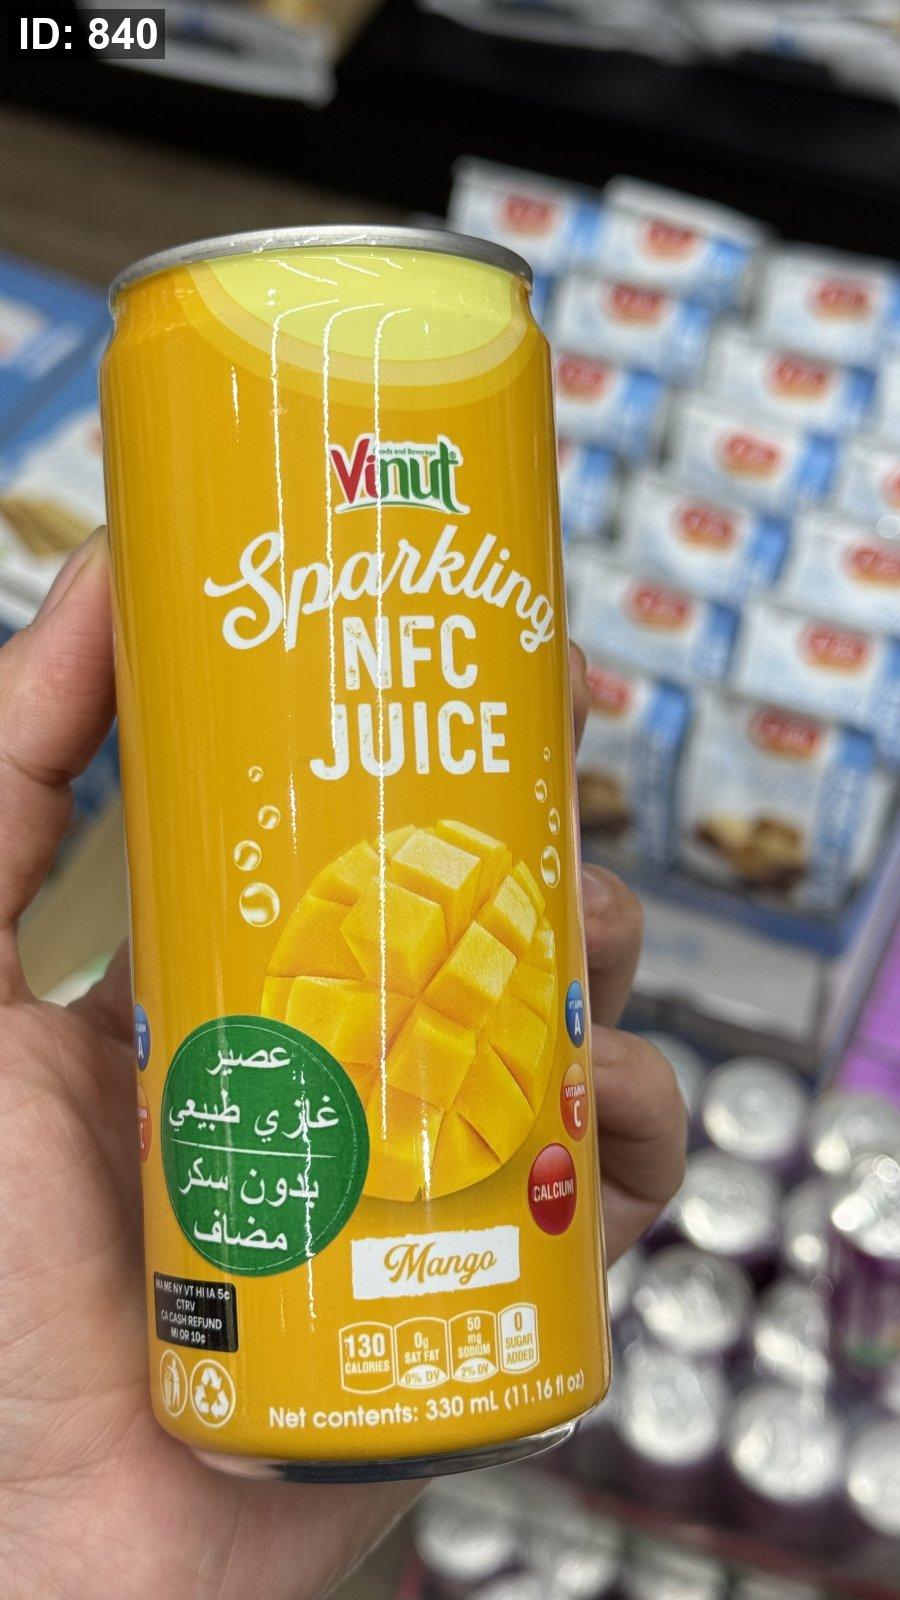 ID: 840
Foods and Beverage
Vinut®
Sparkling
NFC
JUICE
VITAMIN
A
VITAMIN
C
CALCIUM
عصير
غازي طبيعي
بدون سكر
مضاف
Mango
MA ME NY VT HI IA 5¢
CTRV
CA CASH REFUND
MI OR 10¢
130
CALORIES
0g
SAT FAT
0% DV
50
mg
SODIUM
2% DV
0
SUGAR
ADDED
Net contents: 330 mL (11.16 fl oz)